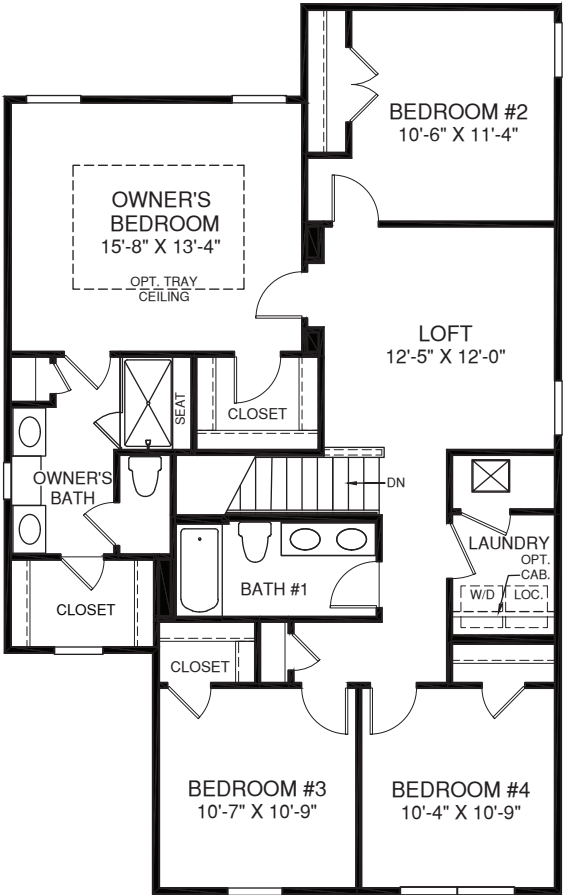 BEDROOM #2
10'-6" X 11'-4"
OWNER'S
BEDROOM
15'-8" X 13'-4"
OPT. TRAY
CEILING
LOFT
12'-5" X 12'-0"
SEAT
CLOSET
OWNER'S
BATH
DN
LAUNDRY
OPT.
CAB.
W/D LOC.
BATH #1
CLOSET
CLOSET
BEDROOM #3
10'-7" X 10'-9"
BEDROOM #4
10'-4" X 10'-9"